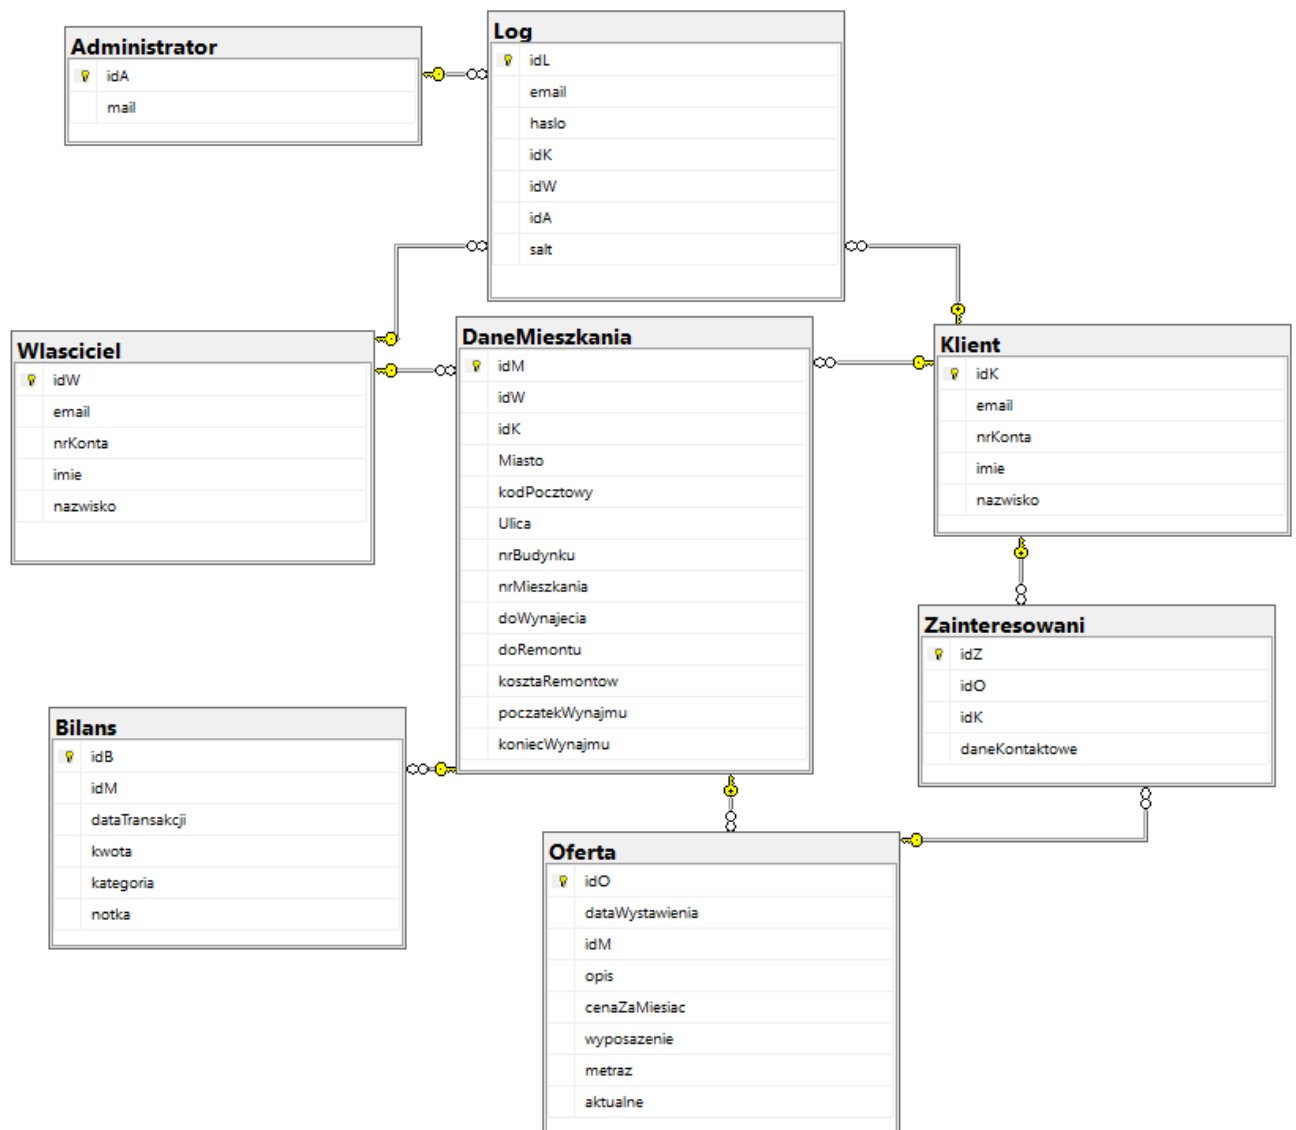 Administrator
idA
mail
Log
idL
email
haslo
idK
idW
idA
salt
Wlasciciel
idW
email
nrKonta
imie
nazwisko
DaneMieszkania
idM
idW
idK
Miasto
kodPocztowy
Ulica
nrBudynku
nrMieszkania
doWynajecia
doRemontu
kosztaRemontow
poczatekWynajmu
koniecWynajmu
Klient
idK
email
nrKonta
imie
nazwisko
Zainteresowani
idZ
idO
idK
daneKontaktowe
Bilans
idB
idM
dataTransakcji
kwota
kategoria
notka
Oferta
idO
dataWystawienia
idM
opis
cenaZaMiesiac
wyposazenie
metraz
aktualne